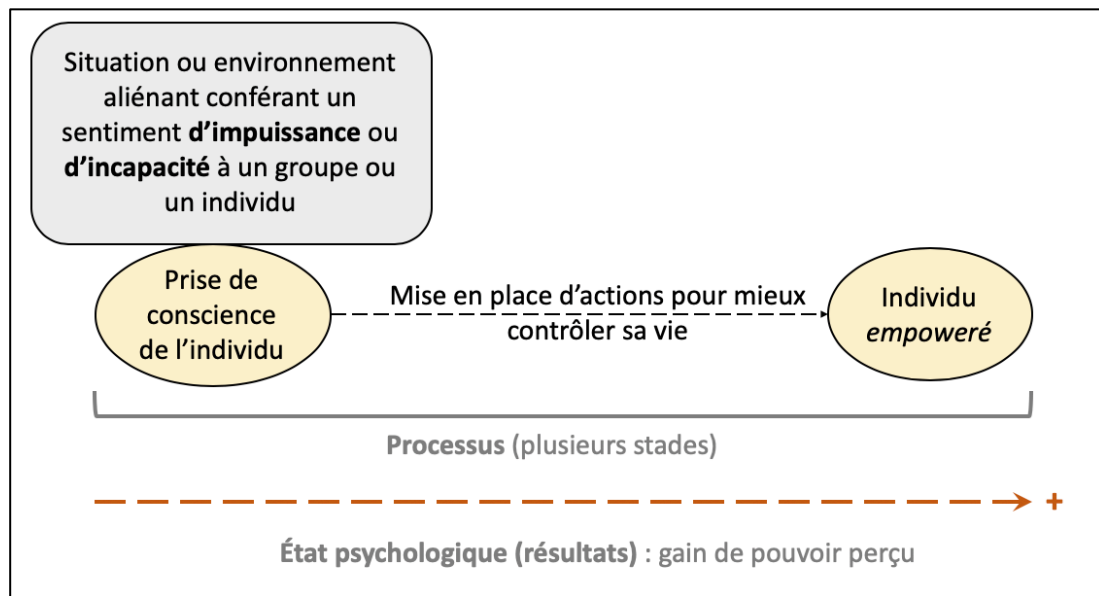 Situation ou environnement
aliénant conférant un
sentiment d’impuissance ou
d’incapacité à un groupe ou
un individu
Prise de
conscience
de l’individu
Mise en place d’actions pour mieux
contrôler sa vie
Individu
empoweré
Processus (plusieurs stades)
+
État psychologique (résultats) : gain de pouvoir perçu